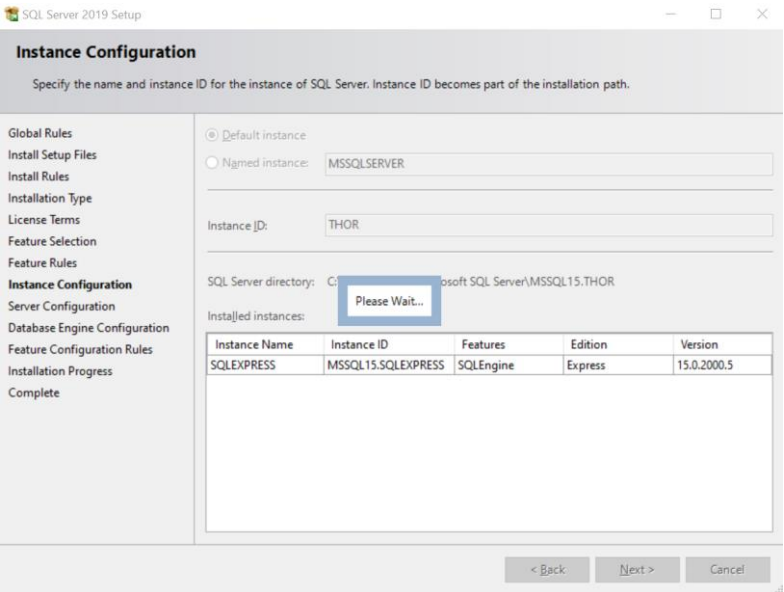 SQL Server 2019 Setup
Instance Configuration
Specify the name and instance ID for the instance of SQL Server. Instance ID becomes part of the installation path.
Global Rules
Install Setup Files
Install Rules
Installation Type
License Terms
Feature Selection
Feature Rules
Instance Configuration
Server Configuration
Database Engine Configuration
Feature Configuration Rules
Installation Progress
Complete
Default instance
Named instance: MSSQLSERVER
Instance ID: THOR
SQL Server directory: C: osoft SQL Server\MSSQL15.THOR
Please Wait...
Installed instances:
Instance Name Instance ID Features Edition Version
SQLEXPRESS MSSQL15.SQLEXPRESS SQLEngine Express 15.0.2000.5
< Back Next > Cancel